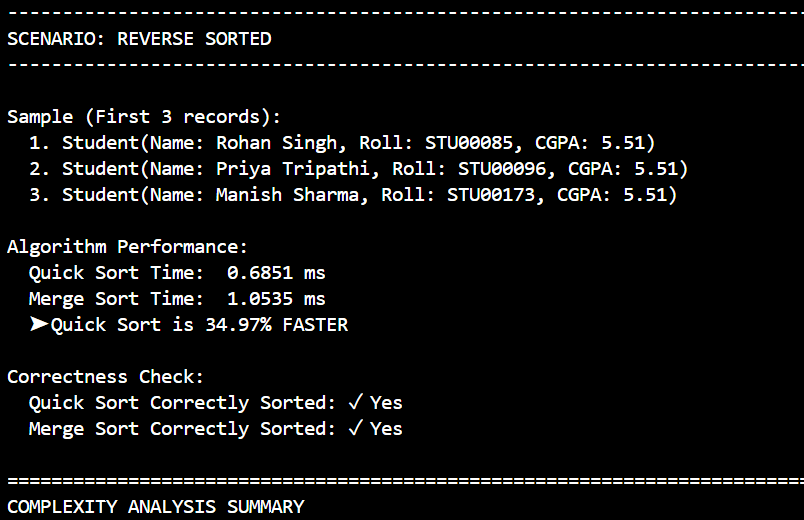 --------------------------------------------------------------------------
SCENARIO: REVERSE SORTED
--------------------------------------------------------------------------
Sample (First 3 records):
1. Student(Name: Rohan Singh, Roll: STU00085, CGPA: 5.51)
2. Student(Name: Priya Tripathi, Roll: STU00096, CGPA: 5.51)
3. Student(Name: Manish Sharma, Roll: STU00173, CGPA: 5.51)
Algorithm Performance:
Quick Sort Time:  0.6851 ms
Merge Sort Time:  1.0535 ms
➤Quick Sort is 34.97% FASTER
Correctness Check:
Quick Sort Correctly Sorted: ✓ Yes
Merge Sort Correctly Sorted: ✓ Yes
==========================================================================
COMPLEXITY ANALYSIS SUMMARY